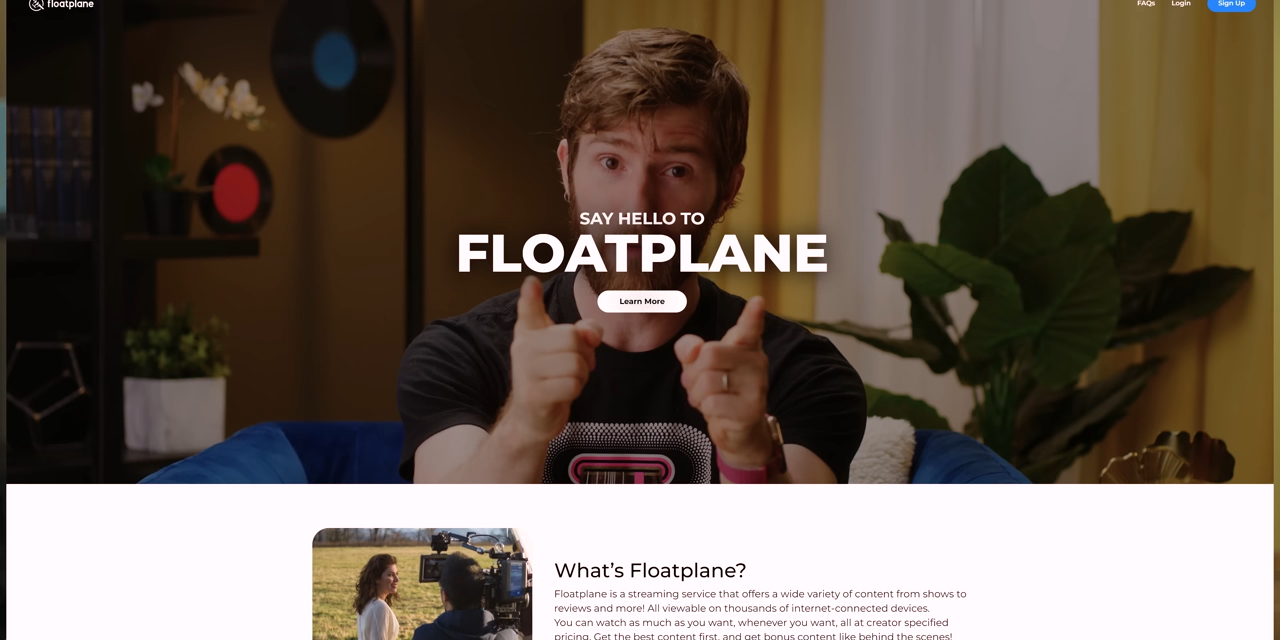 floatplane
FAQs
Login
Sign Up
SAY HELLO TO
FLOATPLANE
Learn More
What’s Floatplane?
Floatplane is a streaming service that offers a wide variety of content from shows to
reviews and more! All viewable on thousands of internet-connected devices.
You can watch as much as you want, whenever you want, all at creator specified
pricing. Get the best content first, and get bonus content like behind the scenes!